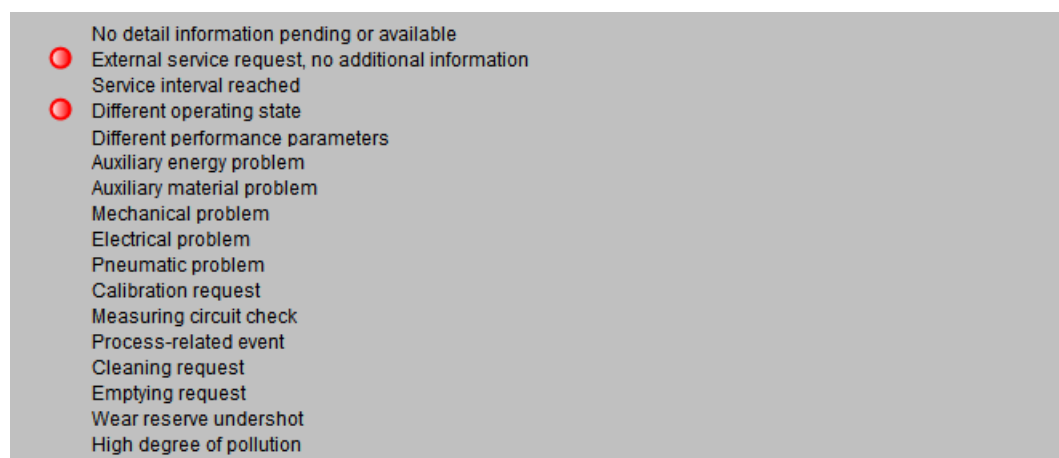 No detail information pending or available
External service request, no additional information
Service interval reached
Different operating state
Different performance parameters
Auxiliary energy problem
Auxiliary material problem
Mechanical problem
Electrical problem
Pneumatic problem
Calibration request
Measuring circuit check
Process-related event
Cleaning request
Emptying request
Wear reserve undershot
High degree of pollution